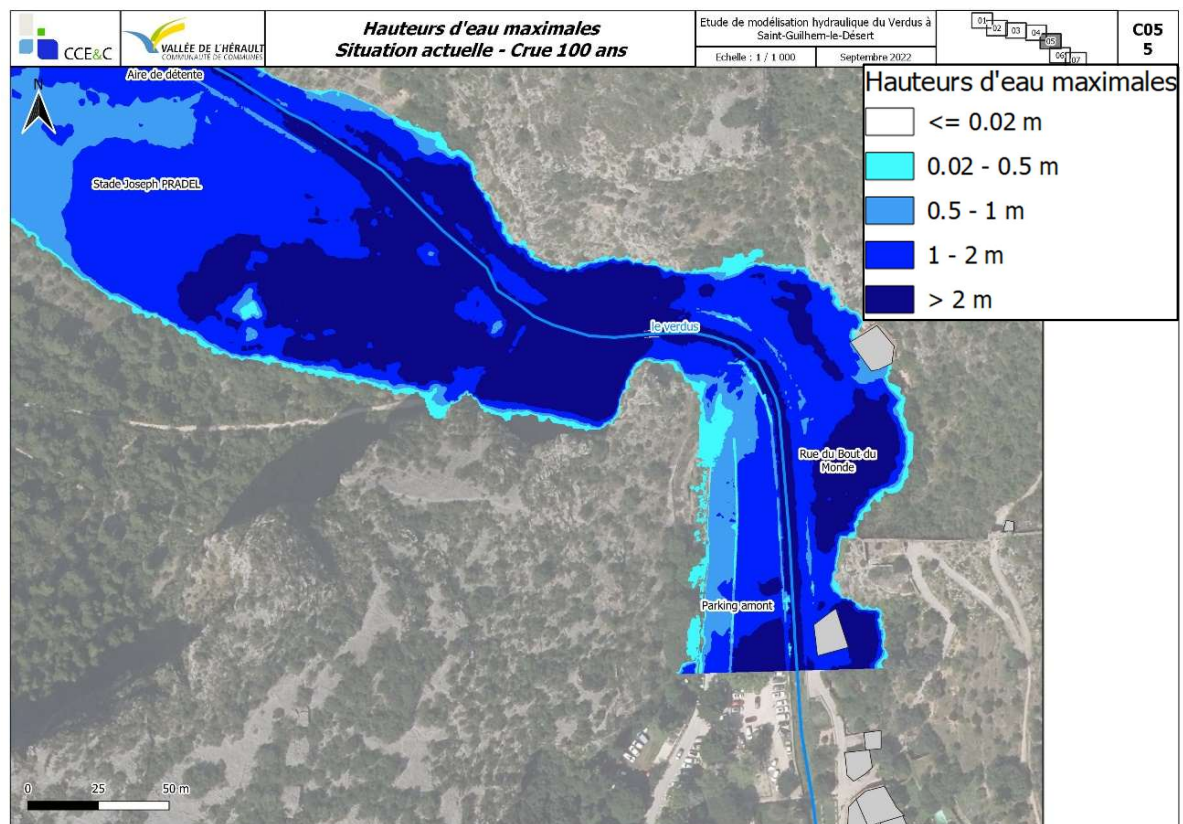 CCE&C
VALLÉE DE L'HÉRAULT
COMMUNAUTÉ DE COMMUNES
Hauteurs d'eau maximales
Situation actuelle - Crue 100 ans
Etude de modélisation hydraulique du Verdus à
Saint-Guilhem-le-Désert
Echelle : 1 / 1 000
Septembre 2022
01
02
03
04
05
06
07
C05
5
Hauteurs d'eau maximales
<= 0.02 m
0.02 - 0.5 m
0.5 - 1 m
1 - 2 m
> 2 m
N
Aire de détente
Stade Joseph PRADEL
le verdus
Rue du Bout du
Monde
Parking amont
0 25 50 m